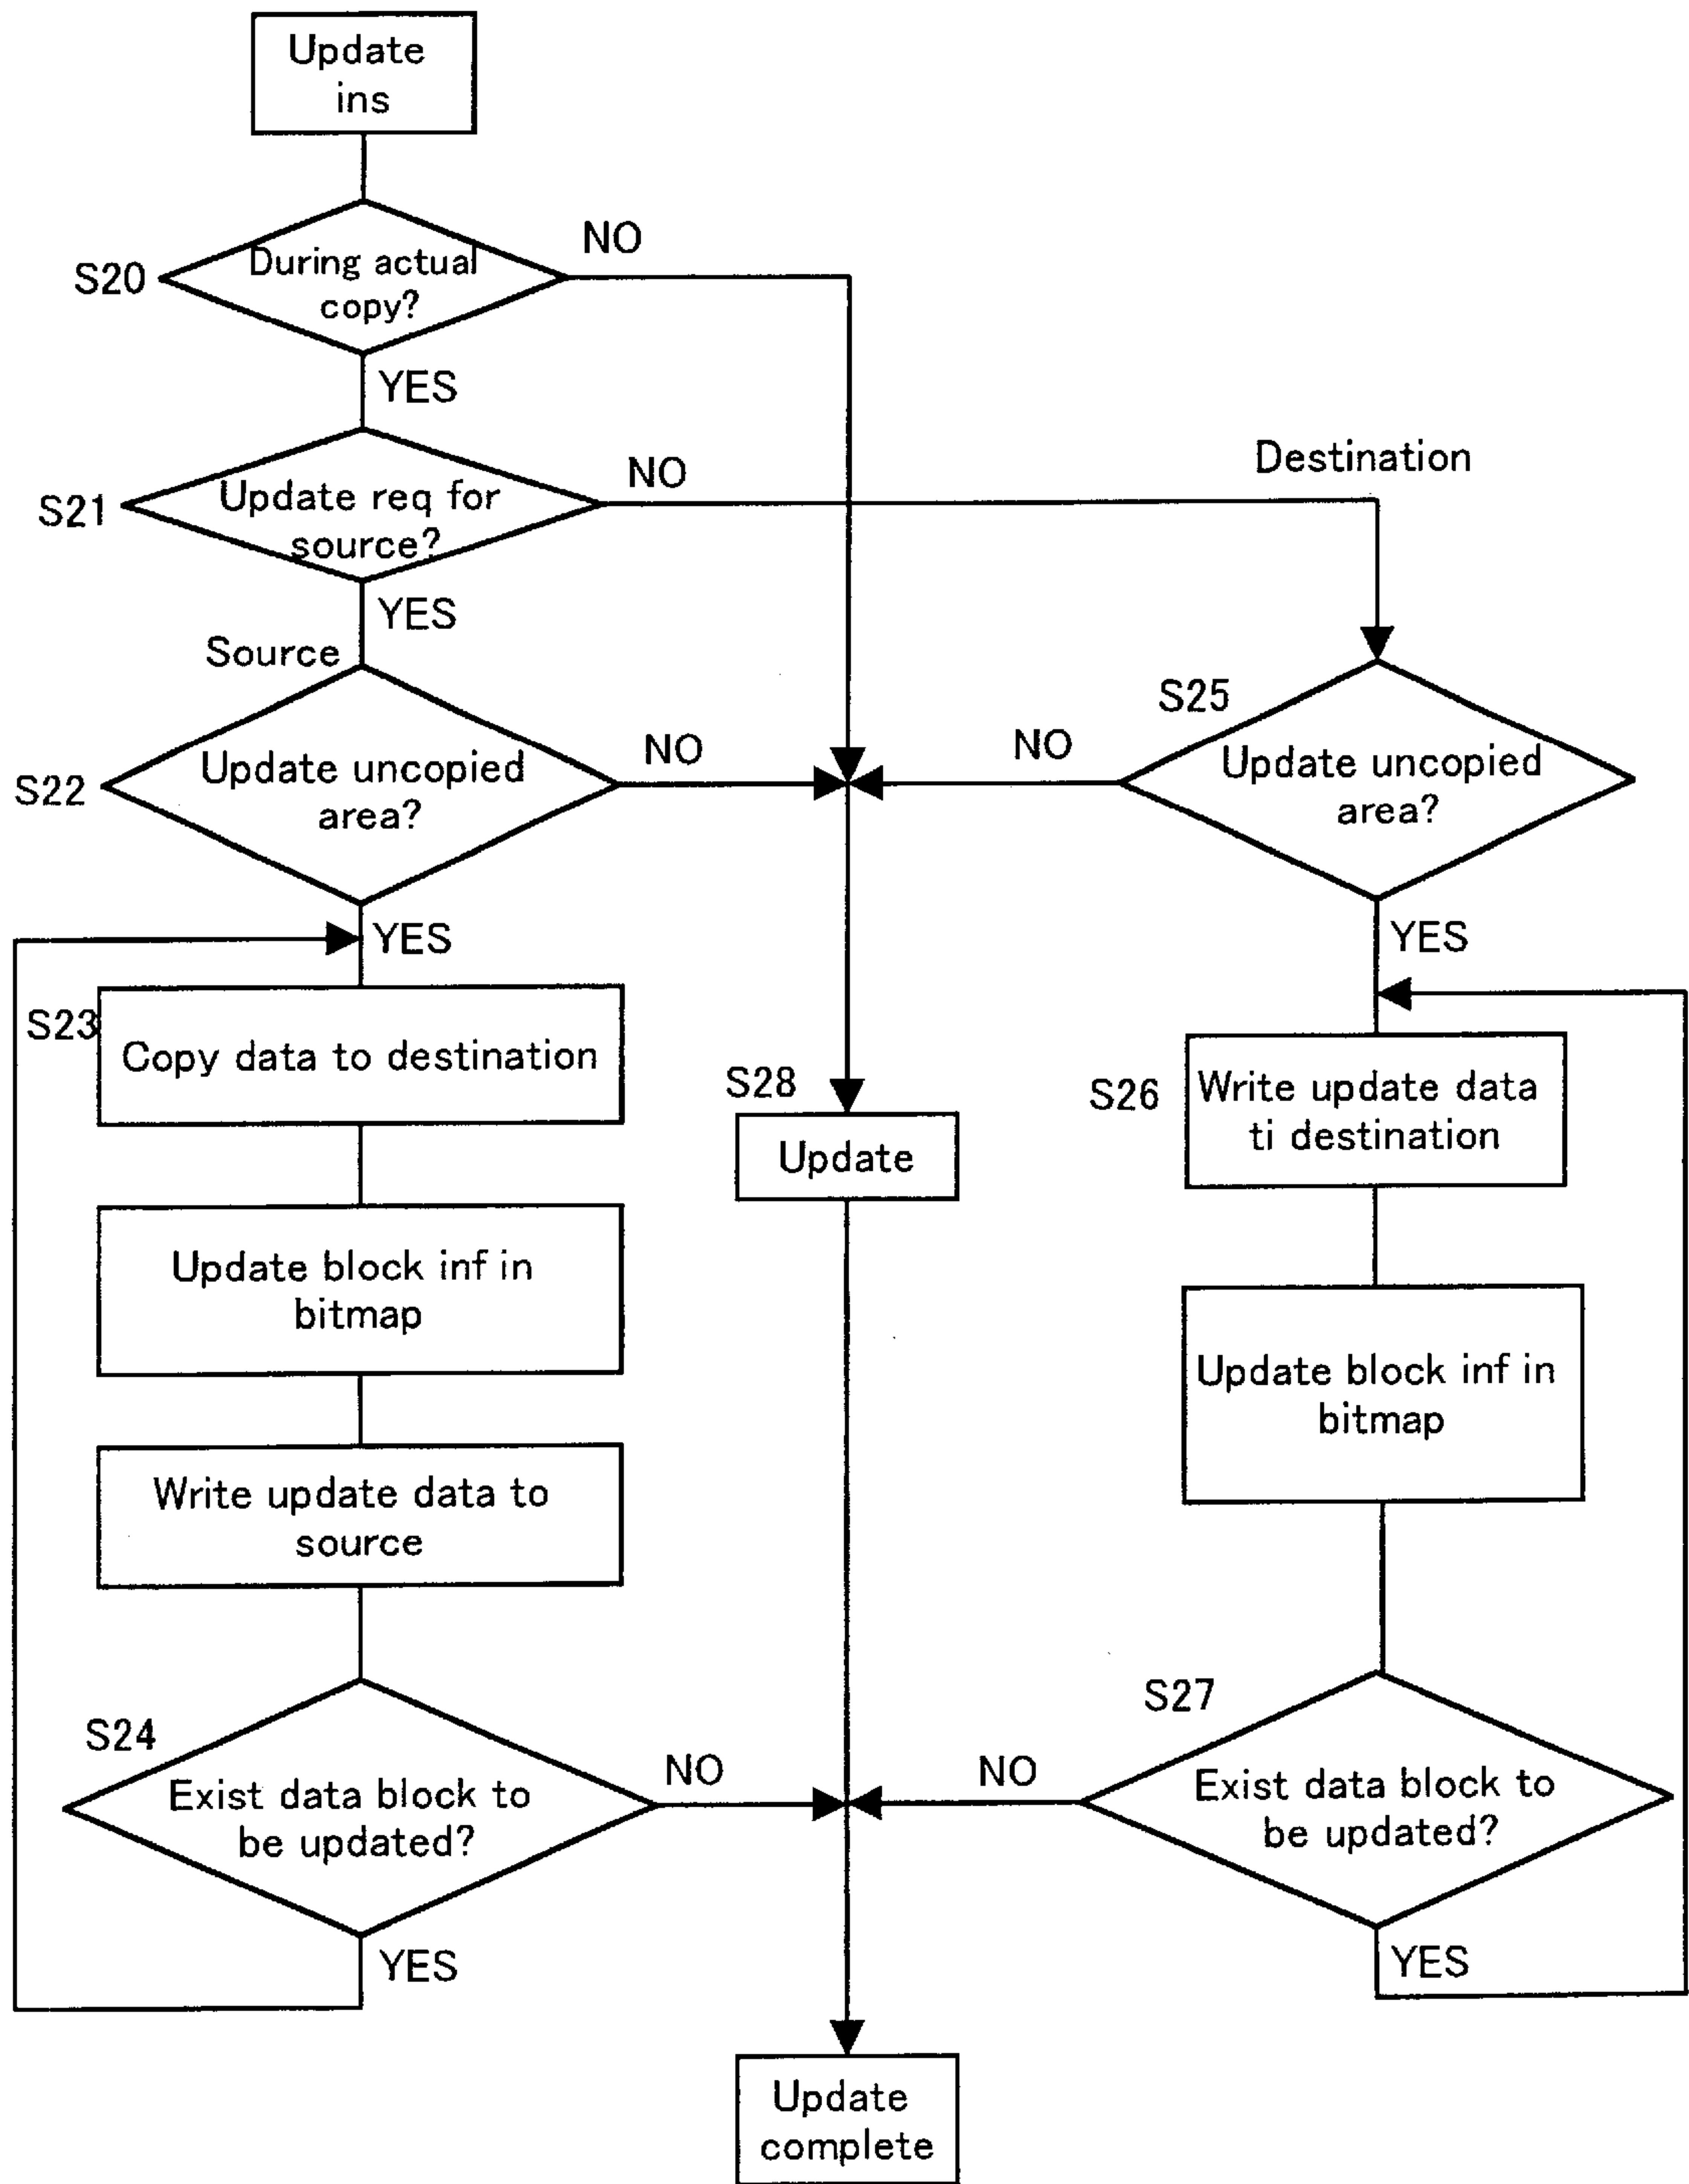 Update
ins
NO
S20
During actual
copy?
YES
NO
Destination
S21
Update req for
source?
YES
Source
S22
Update uncopied
area?
NO
NO
S25
Update uncopied
area?
YES
YES
S23
Copy data to destination
S28
Update
S26
Write update data
ti destination
Update block inf in
bitmap
Update block inf in
bitmap
Write update data to
source
S24
Exist data block to
be updated?
NO
NO
S27
Exist data block to
be updated?
YES
YES
Update
complete